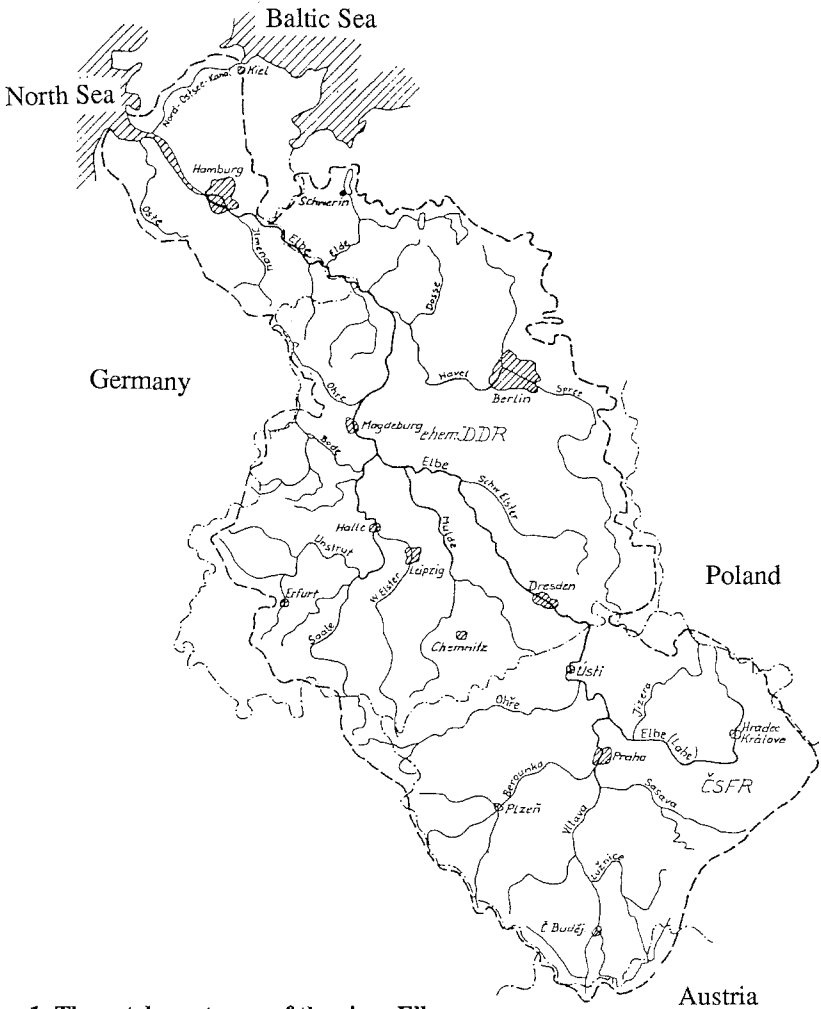 Baltic Sea
North Sea
Nord-Ostsee-Kanal
Kiel
Hamburg
Schwerin
Oste
Ilmenau
Elbe
Elde
Dosse
Germany
Havel
Berlin
Spree
Ohre
Magdeburg
ehem. DDR
Bode
Elbe
Schw. Elster
Halle
Mulde
Unstrut
Leipzig
W. Elster
Dresden
Poland
Erfurt
Saale
Chemnitz
Ústí
Ohře
Jizera
Hradec
Králove
Elbe (Labe)
Praha
Berounka
ČSFR
Sasava
Plzeň
Vltava
Lužnice
Č. Buděj.
Austria